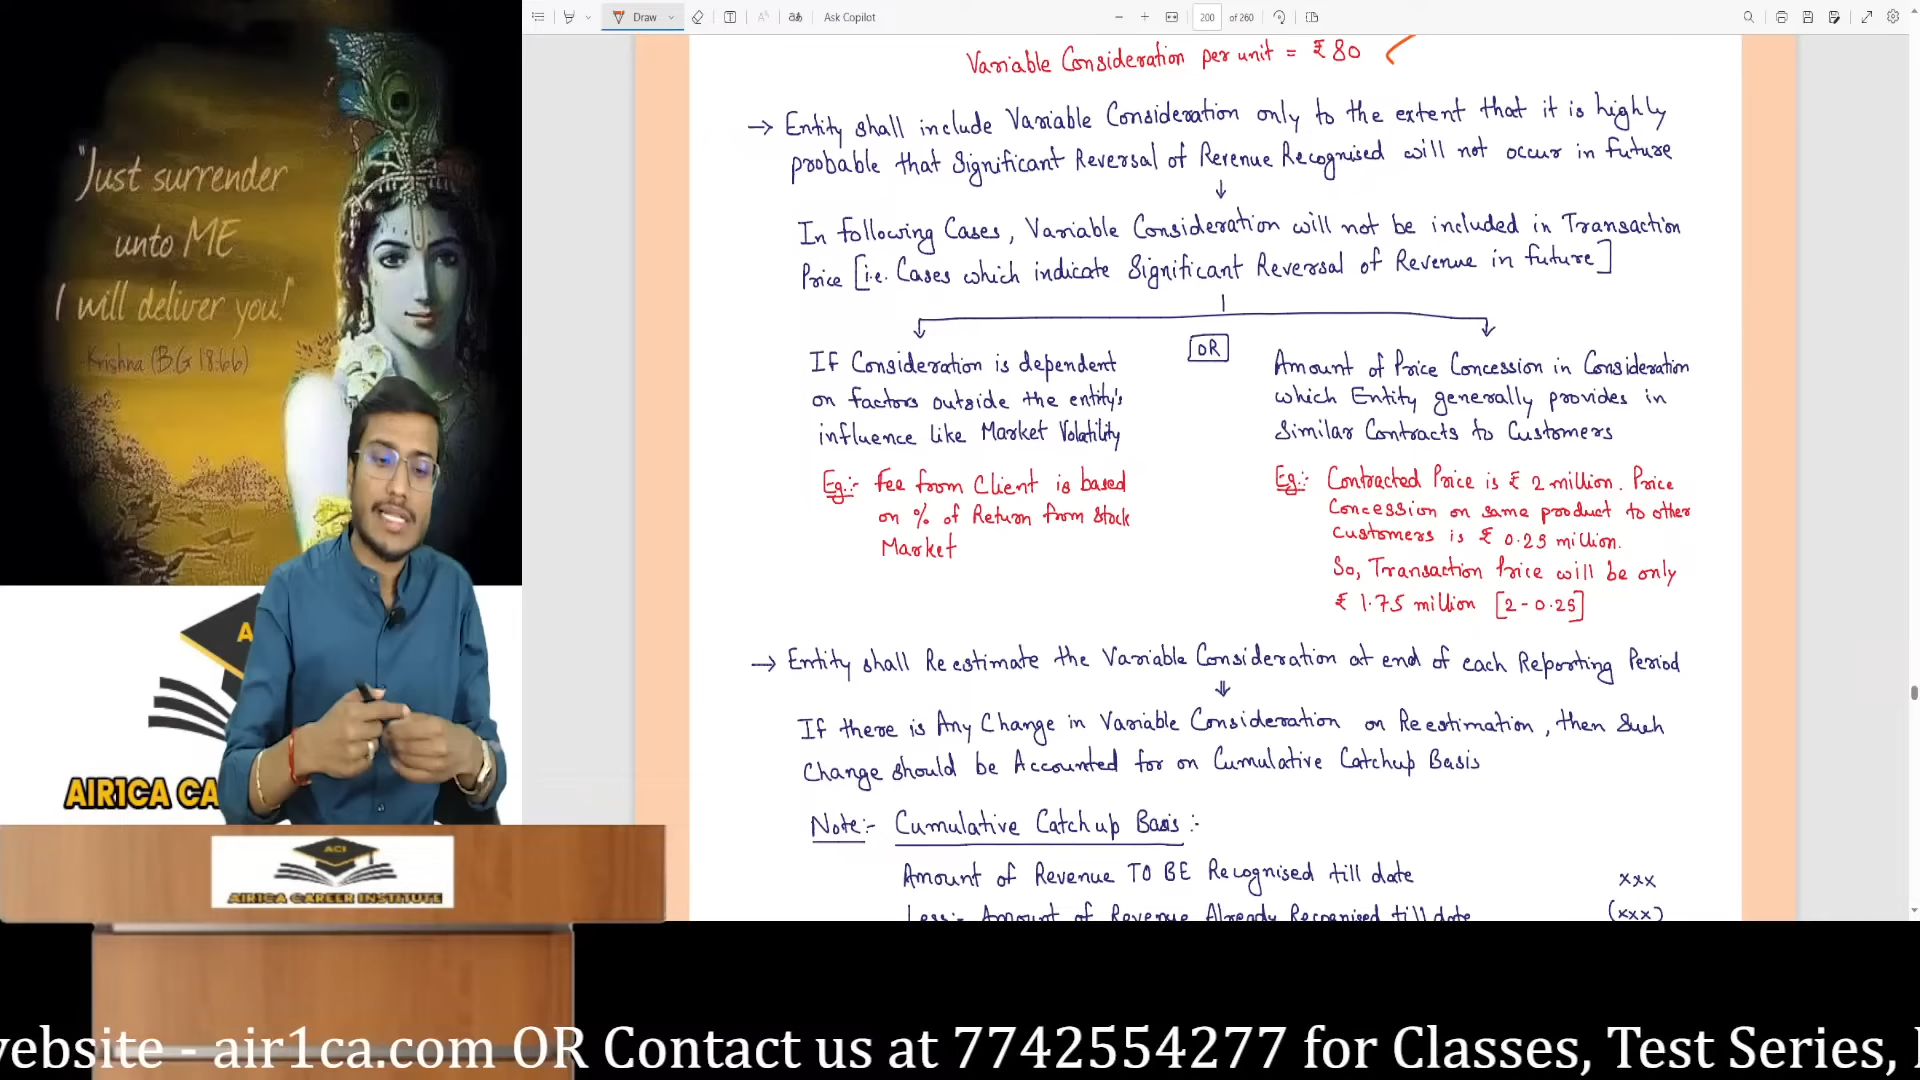 Draw
Ask Copilot
200 of 260
"Just surrender
unto ME
I will deliver you!"
-Krishna (B.G 18:66)
Variable Consideration per unit = ₹80
→ Entity shall include Variable Consideration only to the extent that it is highly
probable that Significant Reversal of Revenue Recognised will not occur in future
In following Cases, Variable Consideration will not be included in Transaction
Price [i.e. Cases which indicate Significant Reversal of Revenue in future]
OR
If Consideration is dependent
on factors outside the entity's
influence like Market Volatility
Eg:- Fee from Client is based
on % of Return from Stock
Market
Amount of Price Concession in Consideration
which Entity generally provides in
Similar Contracts to Customers
Eg:- Contracted Price is ₹ 2 million. Price
Concession on same product to other
Customers is ₹ 0.25 million.
So, Transaction Price will be only
₹ 1.75 million [2-0.25]
→ Entity shall Reestimate the Variable Consideration at end of each Reporting Period
If there is Any Change in Variable Consideration on Reestimation, then Such
Change should be Accounted for on Cumulative Catchup Basis
Note:- Cumulative Catchup Basis:-
Amount of Revenue TO BE Recognised till date xxx
Less:- Amount of Revenue Already Recognised till date (xxx)
A
AIR1CA CA
ACI
AIR1CA CAREER INSTITUTE
website - air1ca.com OR Contact us at 7742554277 for Classes, Test Series,